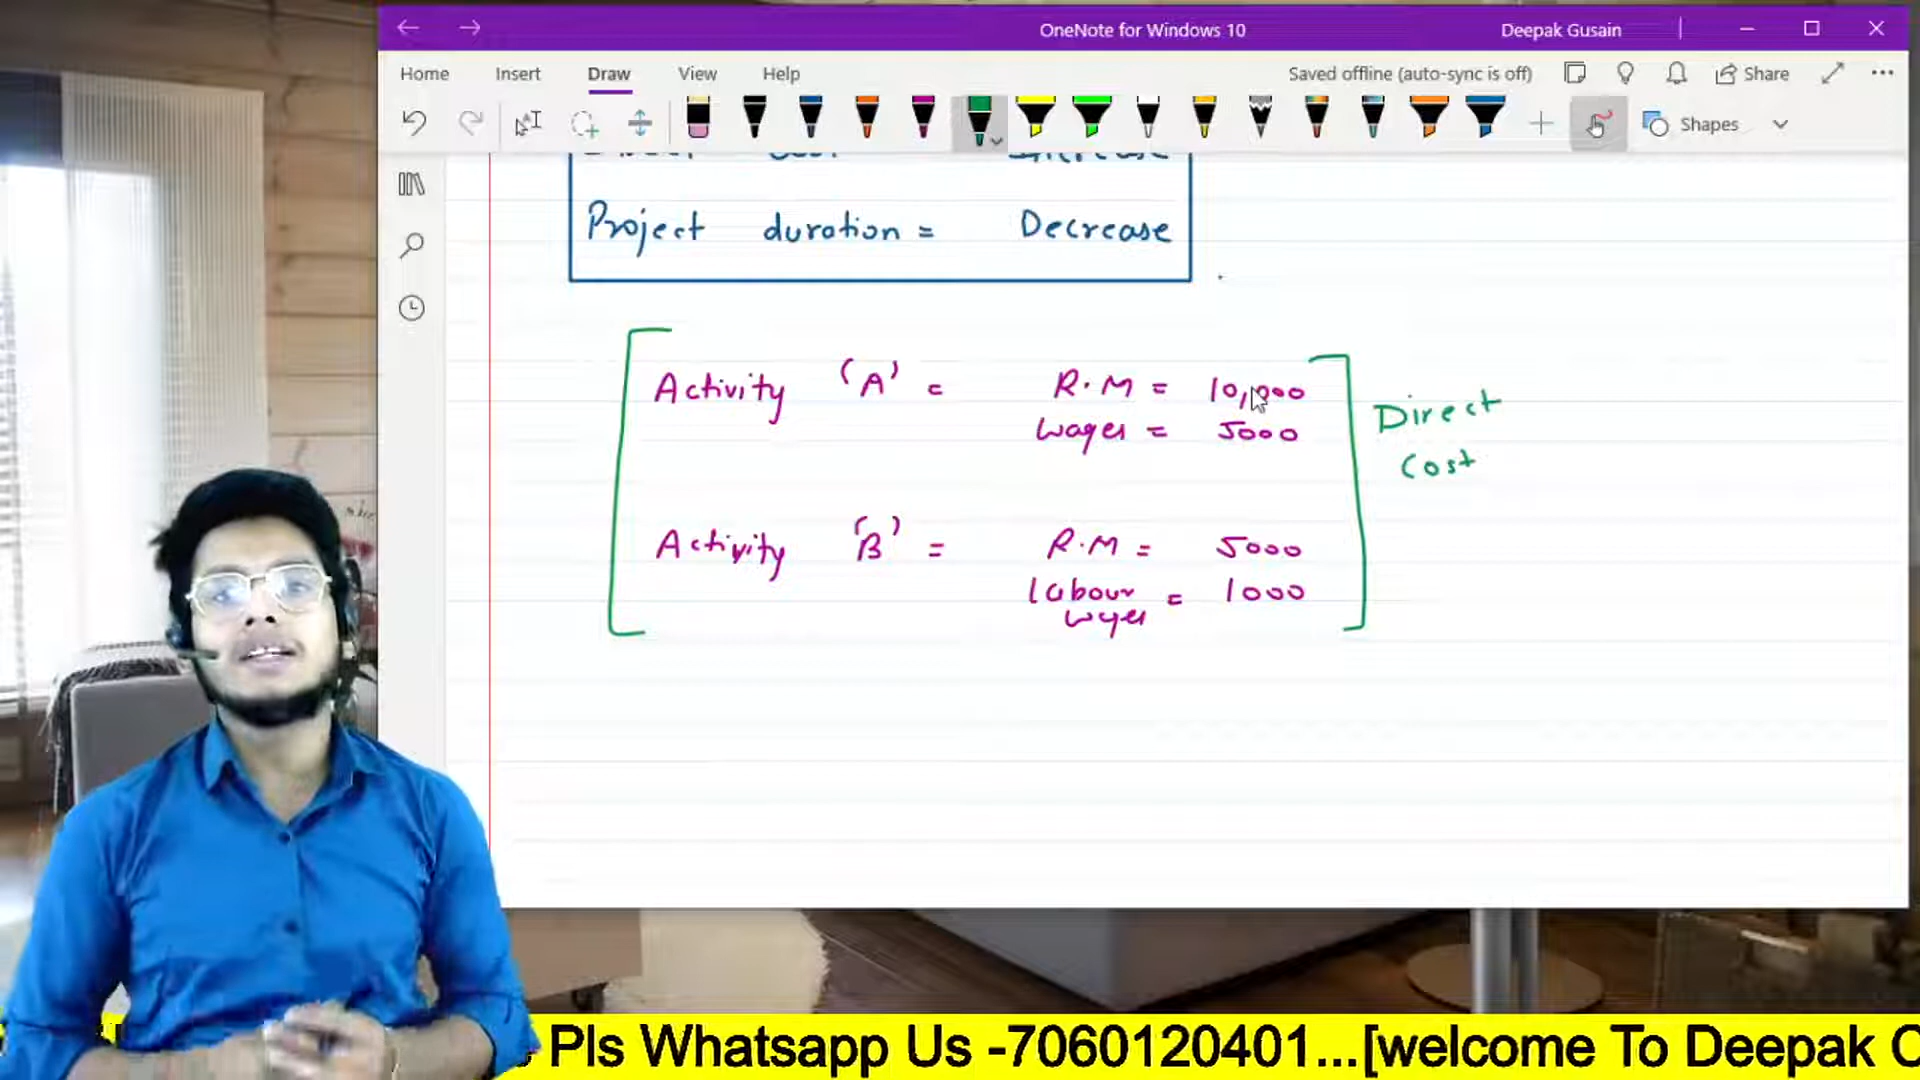 OneNote for Windows 10
Deepak Gusain
Home Insert Draw View Help
Saved offline (auto-sync is off)
Share
Shapes
Increase
Project duration = Decrease
Activity 'A' = R.M = 10,000
wages = 5000
Direct
Cost
Activity 'B' = R.M = 5000
labour = 1000
wages
Pls Whatsapp Us -7060120401...[welcome To Deepak